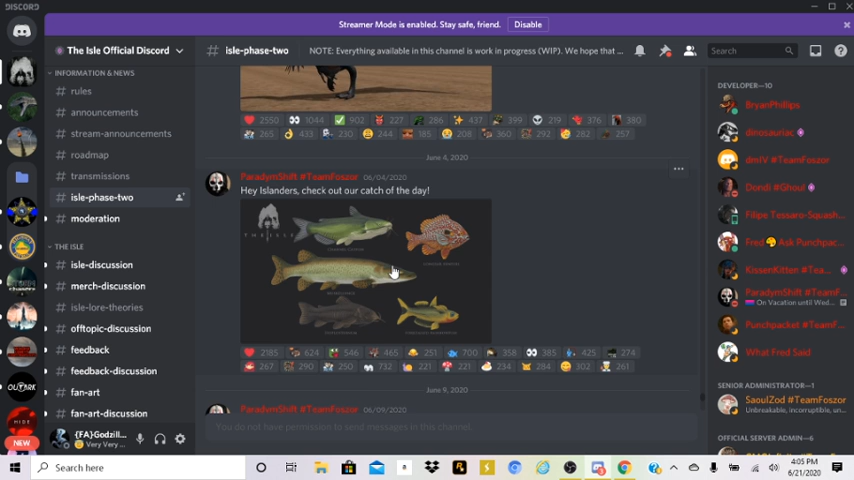 DISCORD
Streamer Mode is enabled. Stay safe, friend. Disable
The Isle Official Discord
# isle-phase-two NOTE: Everything available in this channel is work in progress (WIP). We hope that ... Search
INFORMATION & NEWS
# rules
# announcements
# stream-announcements
# roadmap
# transmissions
# isle-phase-two
# moderation
THE ISLE
# isle-discussion
# merch-discussion
# isle-lore-theories
# offtopic-discussion
# feedback
# feedback-discussion
# fan-art
# fan-art-discussion
NEW
{FA}Godzill...
Very Very ...
2550 1044 902 227 286 437 399 219 376 380
265 433 230 244 185 208 360 292 282 257
June 4, 2020
ParadymShift #TeamFoszor 06/04/2020
Hey Islanders, check out our catch of the day!
THE ISLE
2185 624 546 465 251 700 358 385 425 274
267 290 250 732 221 221 234 284 302 261
June 9, 2020
ParadymShift #TeamFoszor 06/09/2020
You do not have permission to send messages in this channel.
DEVELOPER—10
BryanPhillips
dinosauriac
dmIV #TeamFoszor
Dondi #Ghoul
Filipe Tessaro-Squash...
Fred Ask Punchpac...
KissenKitten #Tea...
ParadymShift #TeamF...
On Vacation until Wed...
Punchpacket #TeamF...
What Fred Said
SENIOR ADMINISTRATOR—1
SaoulZod #TeamFoszor
Unbreakable, incorruptible, un...
OFFICIAL SERVER ADMIN—6
Search here
4:05 PM
6/21/2020